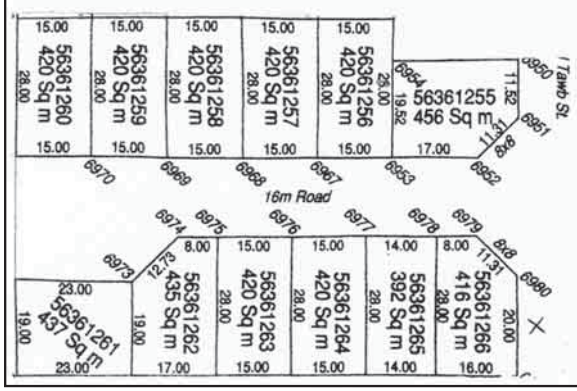 15.00 15.00 15.00 15.00 15.00
28.00 56361260 420 Sq m
28.00 56361259 420 Sq m
28.00 56361258 420 Sq m
28.00 56361257 420 Sq m
28.00 56361256 420 Sq m
6954
6950
19.52
56361255
456 Sq m
11.52
6951
11.31
8x8
15.00 15.00 15.00 15.00 15.00 17.00
6970 6969 6968 6967 6953 6952
Tawb St.
16m Road
6974 6975 6976 6977 6978 6979
8.00 15.00 15.00 14.00 8.00
8x8
11.31
6980
6973
12.73
23.00
19.00
56361261
437 Sq m
23.00
19.00
56361262
435 Sq m
28.00
56361263
420 Sq m
28.00
56361264
420 Sq m
28.00
56361265
392 Sq m
28.00
56361266
416 Sq m
20.00
17.00 15.00 15.00 14.00 16.00